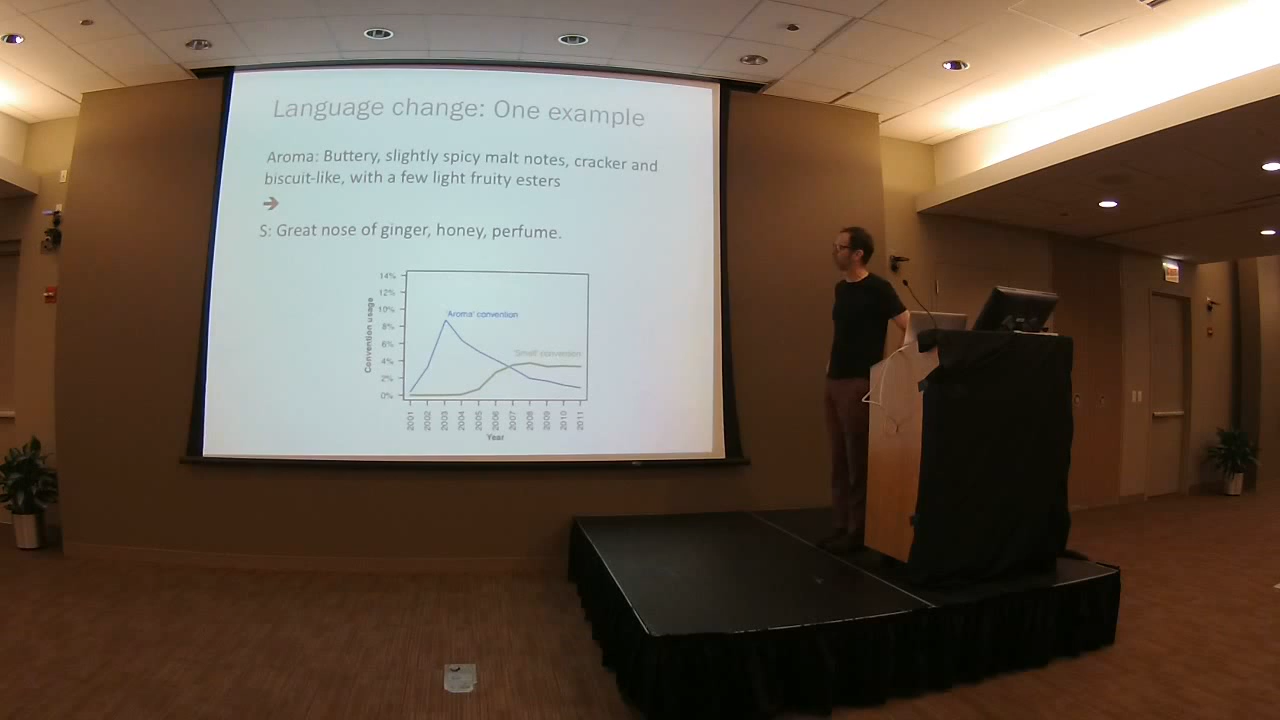 Language change: One example
Aroma: Buttery, slightly spicy malt notes, cracker and
biscuit-like, with a few light fruity esters
➔
S: Great nose of ginger, honey, perfume.
14%
12%
10%
8%
6%
4%
2%
0%
Convention usage
'Aroma' convention
'Smell' convention
2001
2002
2003
2004
2005
2006
2007
2008
2009
2010
2011
Year